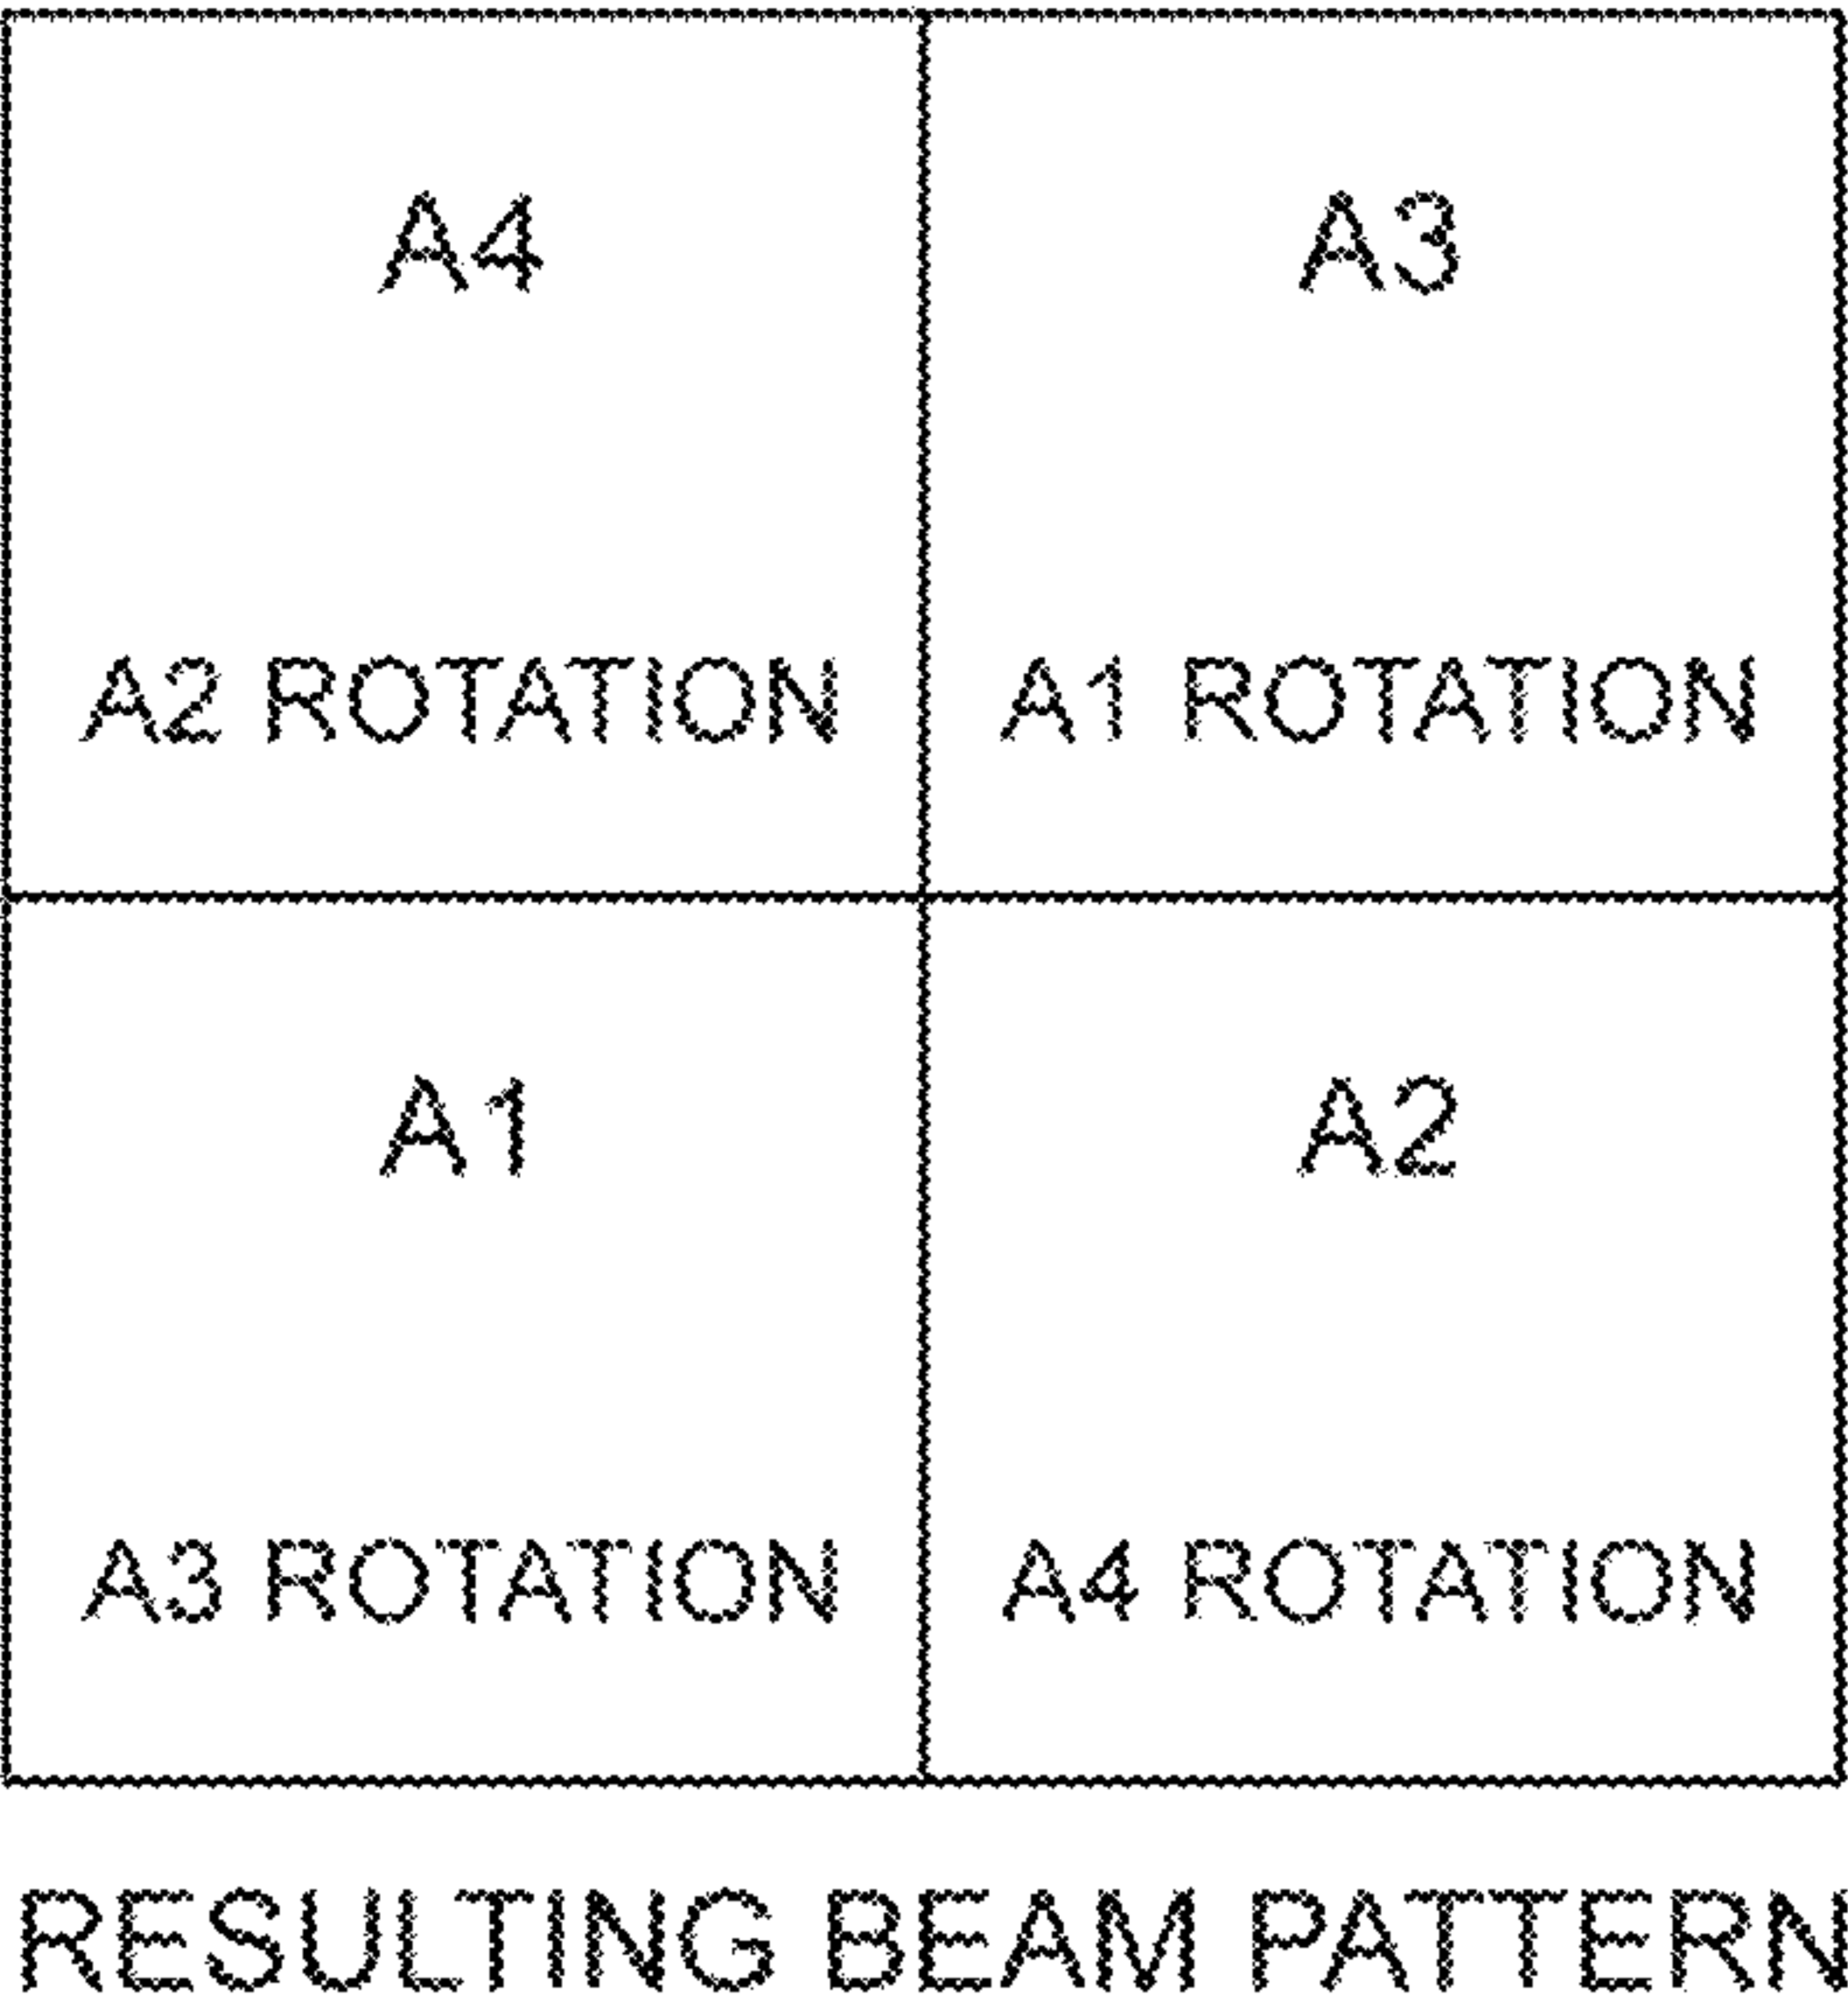 A4
A3
A2 ROTATION
A1 ROTATION
A1
A2
A3 ROTATION
A4 ROTATION
RESULTING BEAM PATTERN